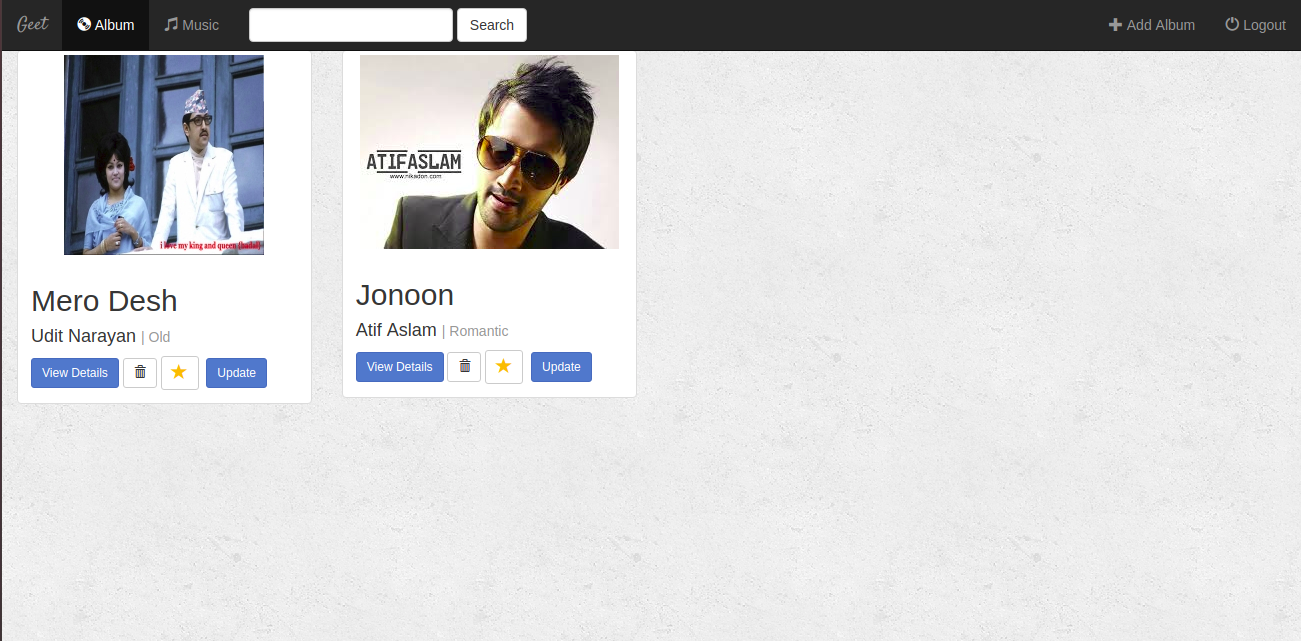 Geet Album Music Search Add Album Logout
i love my king and queen (hadal)
ATIFASLAM
www.nikadon.com
Mero Desh
Udit Narayan | Old
View Details Update
Jonoon
Atif Aslam | Romantic
View Details Update